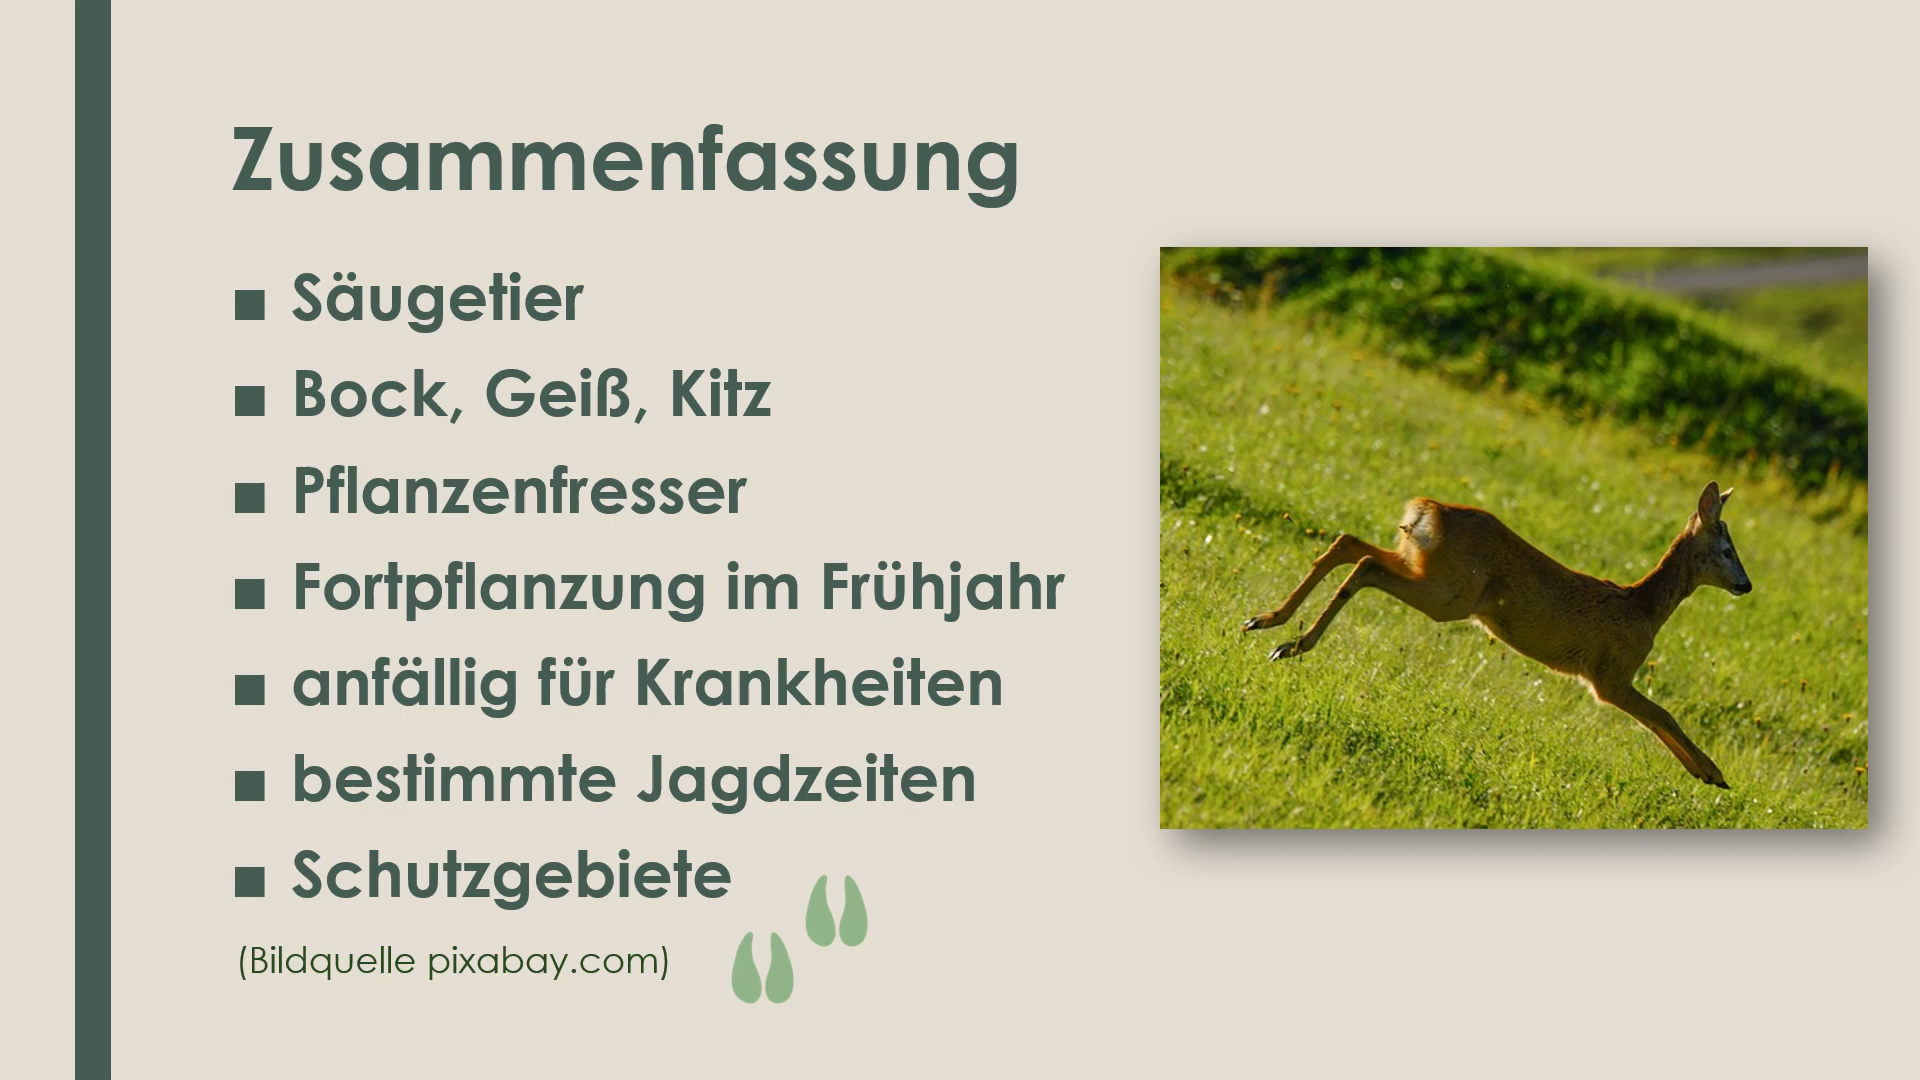 Zusammenfassung
■ Säugetier
■ Bock, Geiß, Kitz
■ Pflanzenfresser
■ Fortpflanzung im Frühjahr
■ anfällig für Krankheiten
■ bestimmte Jagdzeiten
■ Schutzgebiete
(Bildquelle pixabay.com)